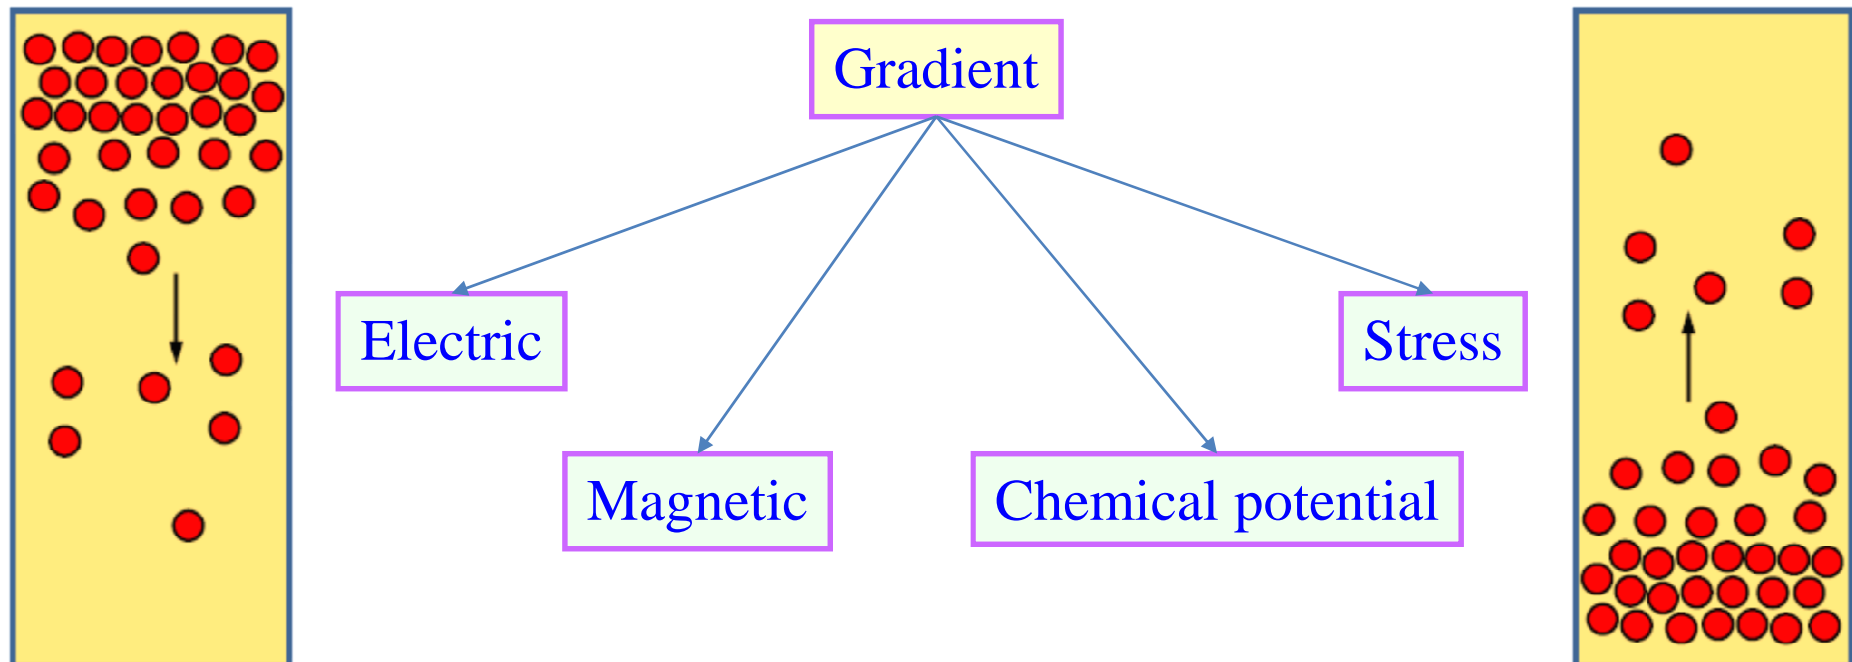 Gradient
Electric
Stress
Magnetic
Chemical potential